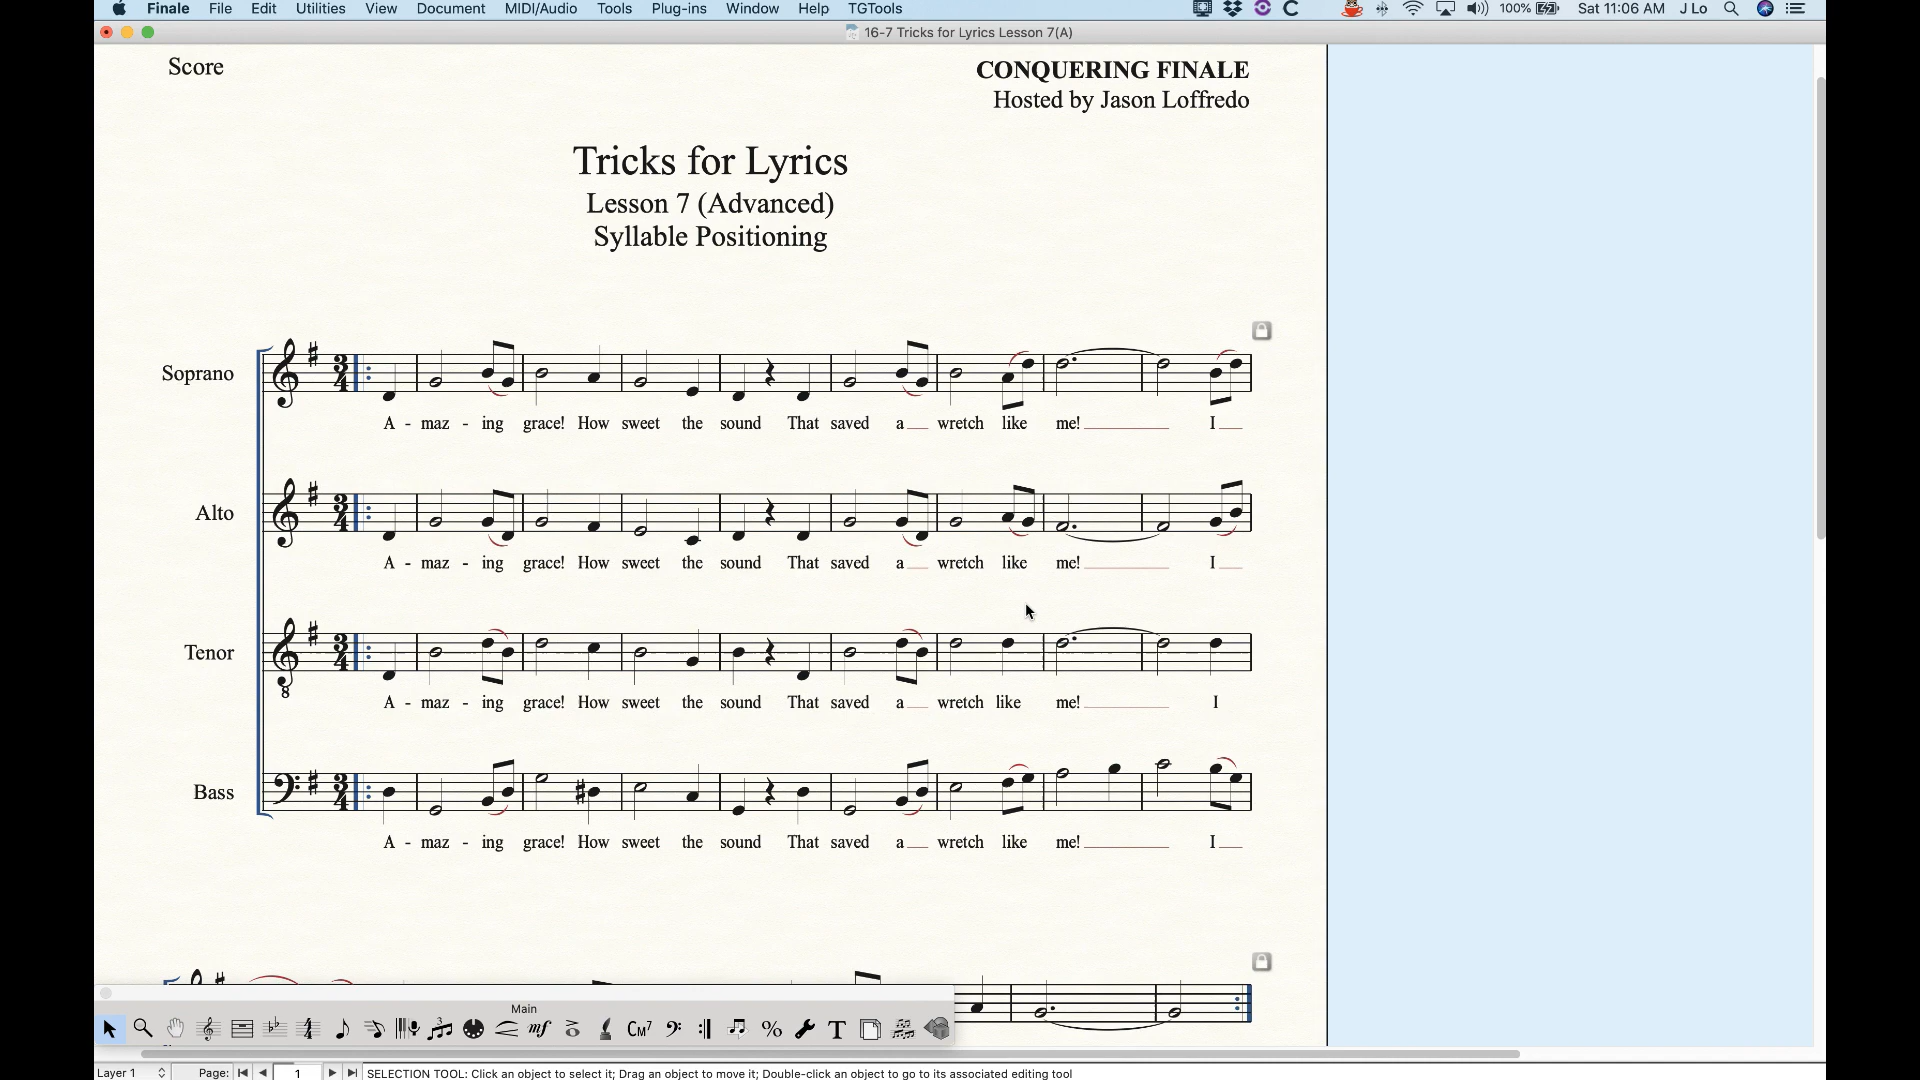 Finale File Edit Utilities View Document MIDI/Audio Tools Plug-ins Window Help TGTools 100% Sat 11:06 AM J Lo
16-7 Tricks for Lyrics Lesson 7(A)
Score
CONQUERING FINALE
Hosted by Jason Loffredo
Tricks for Lyrics
Lesson 7 (Advanced)
Syllable Positioning
Soprano
A - maz - ing grace! How sweet the sound That saved a wretch like me! I
Alto
A - maz - ing grace! How sweet the sound That saved a wretch like me! I
Tenor
8
A - maz - ing grace! How sweet the sound That saved a wretch like me! I
Bass
A - maz - ing grace! How sweet the sound That saved a wretch like me! I
Main
mf CM7 % T
Layer 1 Page: 1 SELECTION TOOL: Click an object to select it; Drag an object to move it; Double-click an object to go to its associated editing tool